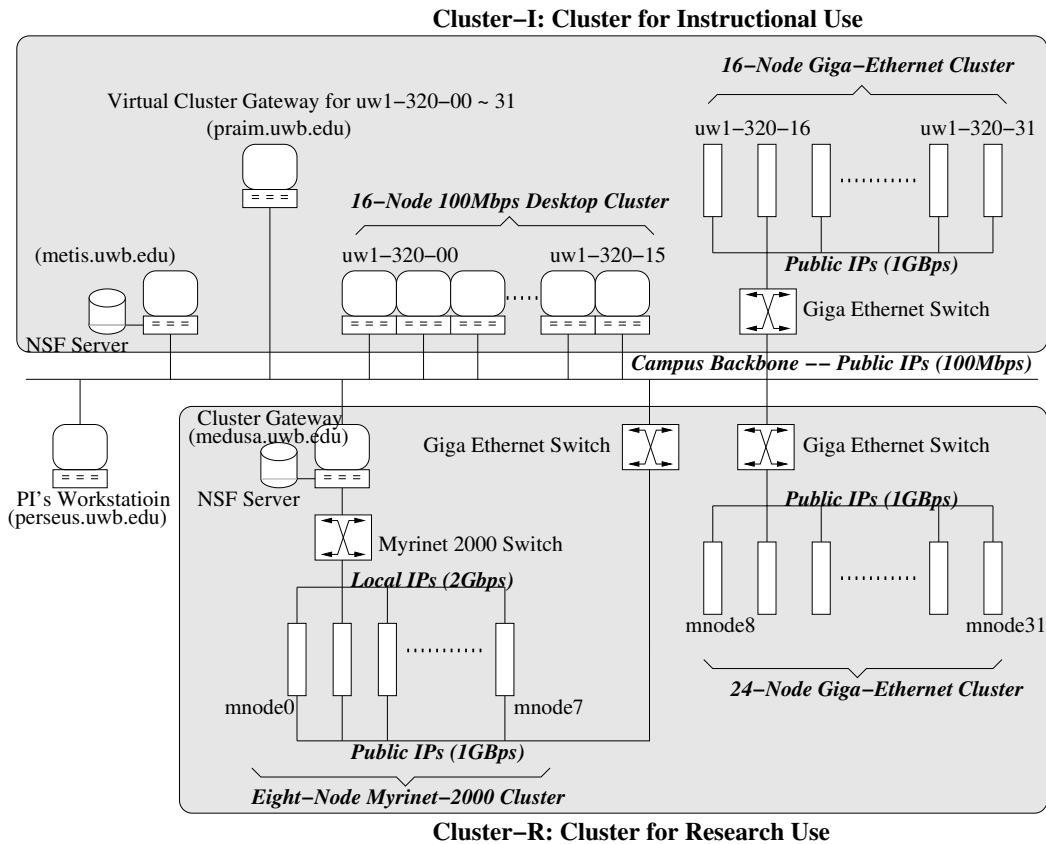 Cluster−I: Cluster for Instructional Use
16−Node Giga−Ethernet Cluster
Virtual Cluster Gateway for uw1−320−00 ~ 31
(praim.uwb.edu)
uw1−320−16
uw1−320−31
16−Node 100Mbps Desktop Cluster
(metis.uwb.edu)
uw1−320−00
uw1−320−15
Public IPs (1GBps)
Giga Ethernet Switch
NSF Server
Campus Backbone −− Public IPs (100Mbps)
Cluster Gateway
(medusa.uwb.edu)
Giga Ethernet Switch
Giga Ethernet Switch
NSF Server
PI's Workstatioin
(perseus.uwb.edu)
Public IPs (1GBps)
Myrinet 2000 Switch
Local IPs (2Gbps)
mnode8
mnode31
24−Node Giga−Ethernet Cluster
mnode0
mnode7
Public IPs (1GBps)
Eight−Node Myrinet−2000 Cluster
Cluster−R: Cluster for Research Use